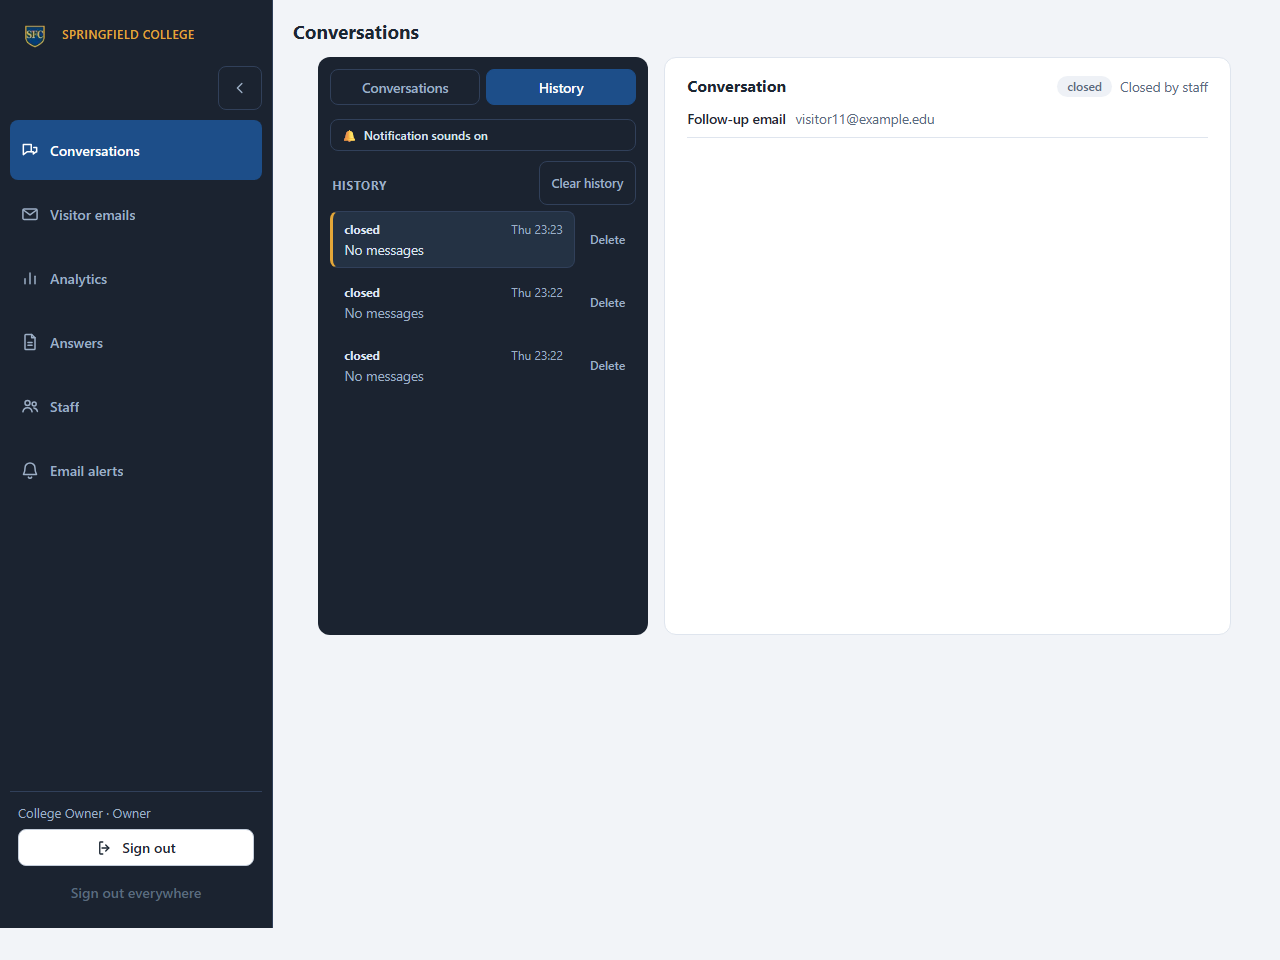 SFC SPRINGFIELD COLLEGE
Conversations
Visitor emails
Analytics
Answers
Staff
Email alerts
College Owner · Owner
Sign out
Sign out everywhere
Conversations
Conversations History
Notification sounds on
HISTORY Clear history
closed Thu 23:23
No messages
Delete
closed Thu 23:22
No messages
Delete
closed Thu 23:22
No messages
Delete
Conversation closed Closed by staff
Follow-up email visitor11@example.edu